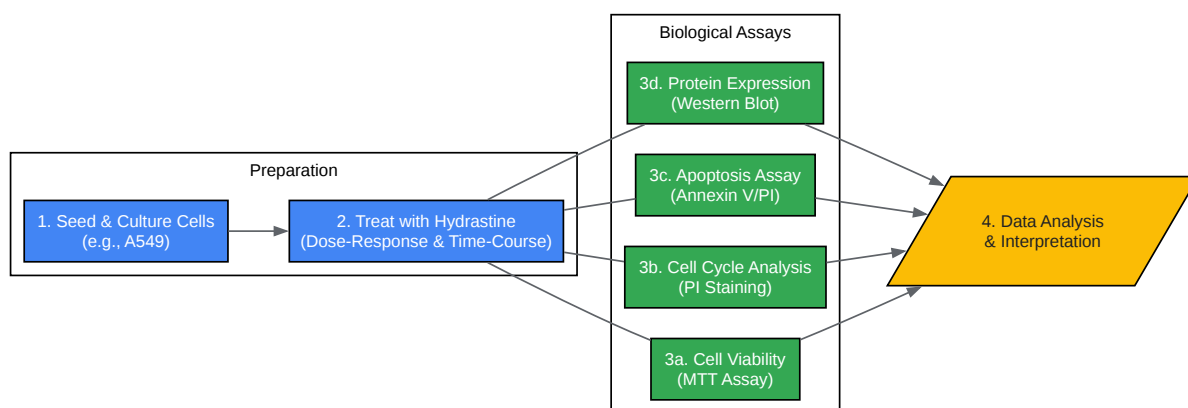 Preparation
1. Seed & Culture Cells
(e.g., A549)
2. Treat with Hydrastine
(Dose-Response & Time-Course)
Biological Assays
3d. Protein Expression
(Western Blot)
3c. Apoptosis Assay
(Annexin V/PI)
3b. Cell Cycle Analysis
(PI Staining)
3a. Cell Viability
(MTT Assay)
4. Data Analysis
& Interpretation